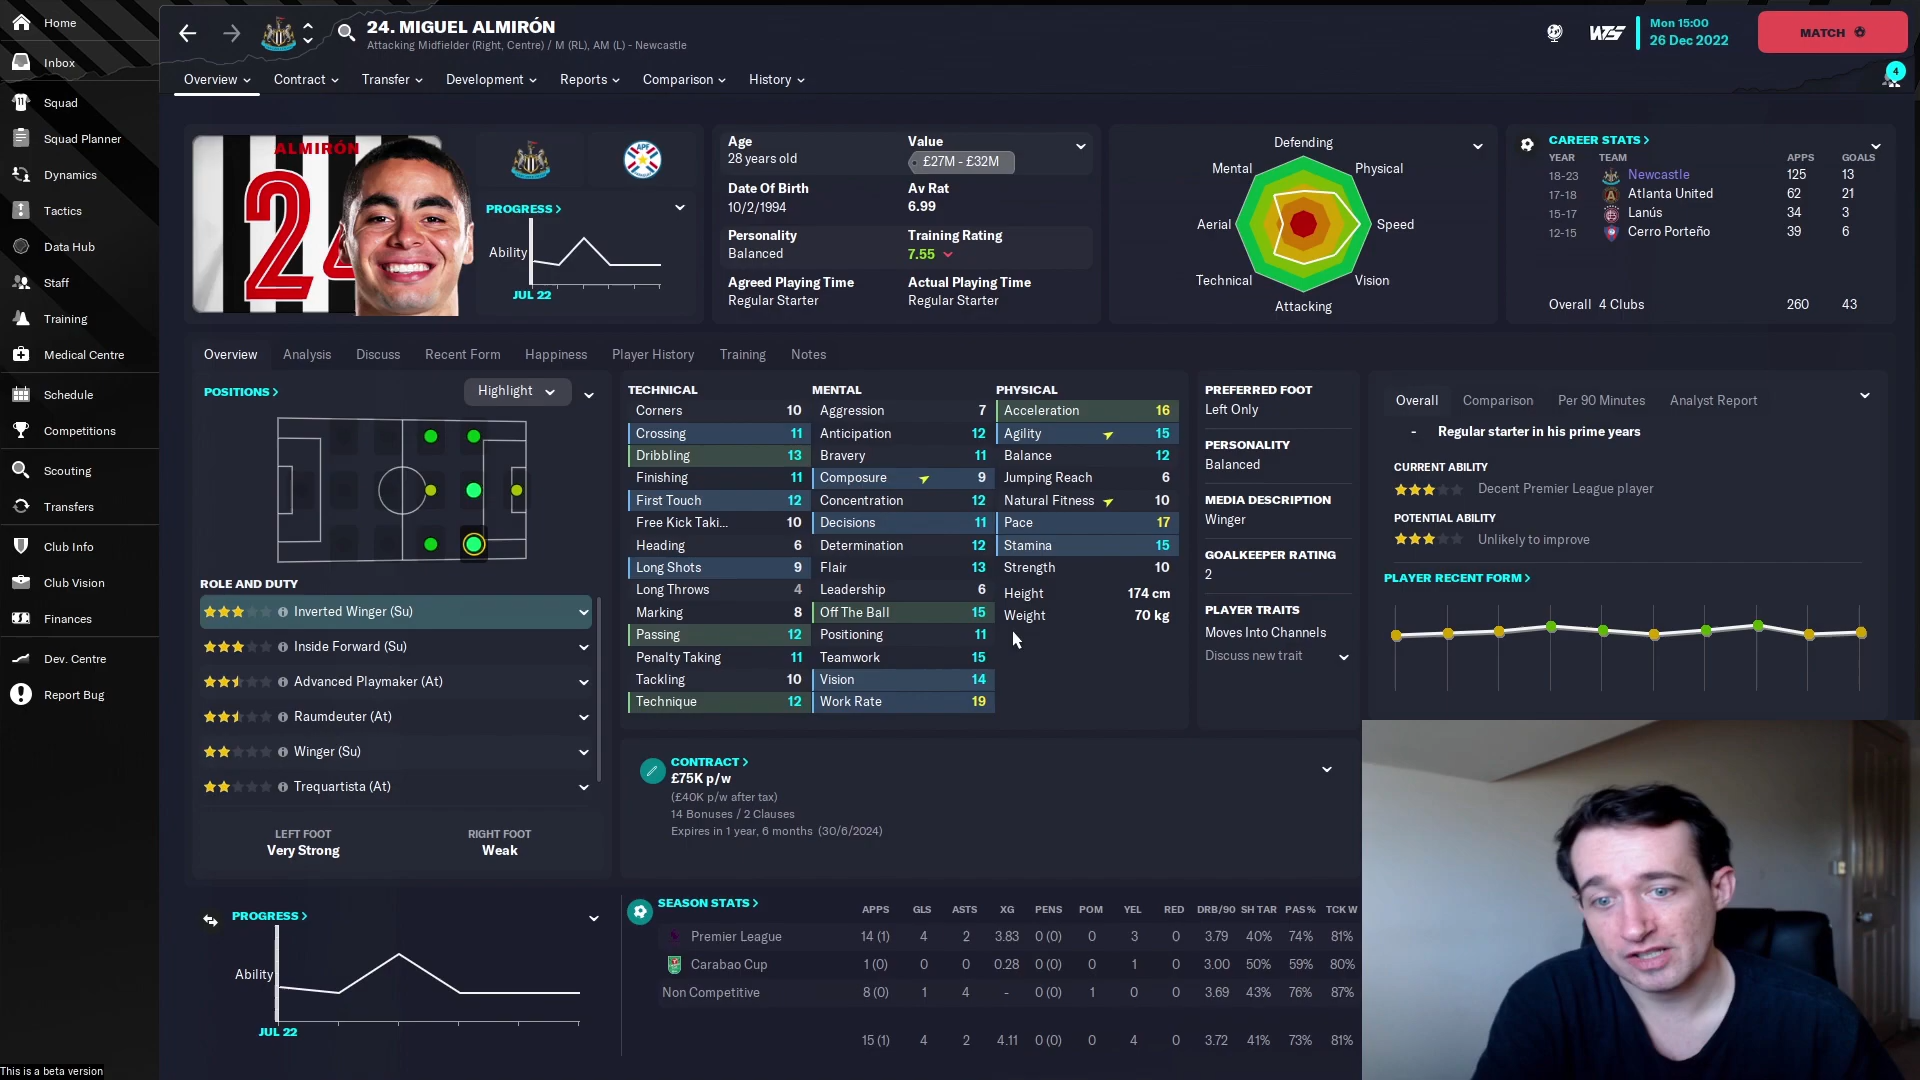 Home
Inbox
Squad
Squad Planner
Dynamics
Tactics
Data Hub
Staff
Training
Medical Centre
Schedule
Competitions
Scouting
Transfers
Club Info
Club Vision
Finances
Dev. Centre
Report Bug
This is a beta version
24. MIGUEL ALMIRÓN
Attacking Midfielder (Right, Centre) / M (RL), AM (L) - Newcastle
Mon 15:00
26 Dec 2022
MATCH
4
Overview Contract Transfer Development Reports Comparison History
ALMIRÓN
24
APF
PROGRESS >
Ability
JUL 22
Age
28 years old
Value
£27M - £32M
Date Of Birth
10/2/1994
Av Rat
6.99
Personality
Balanced
Training Rating
7.55
Agreed Playing Time
Regular Starter
Actual Playing Time
Regular Starter
Defending
Mental Physical
Aerial Speed
Technical Vision
Attacking
CAREER STATS >
YEAR TEAM APPS GOALS
18-23 Newcastle 125 13
17-18 Atlanta United 62 21
15-17 Lanús 34 3
12-15 Cerro Porteño 39 6
Overall 4 Clubs 260 43
Overview Analysis Discuss Recent Form Happiness Player History Training Notes
POSITIONS >
Highlight
ROLE AND DUTY
Inverted Winger (Su)
Inside Forward (Su)
Advanced Playmaker (At)
Raumdeuter (At)
Winger (Su)
Trequartista (At)
LEFT FOOT
Very Strong
RIGHT FOOT
Weak
TECHNICAL
Corners 10
Crossing 11
Dribbling 13
Finishing 11
First Touch 12
Free Kick Taki... 10
Heading 6
Long Shots 9
Long Throws 4
Marking 8
Passing 12
Penalty Taking 11
Tackling 10
Technique 12
MENTAL
Aggression 7
Anticipation 12
Bravery 11
Composure 9
Concentration 12
Decisions 11
Determination 12
Flair 13
Leadership 6
Off The Ball 15
Positioning 11
Teamwork 15
Vision 14
Work Rate 19
PHYSICAL
Acceleration 16
Agility 15
Balance 12
Jumping Reach 6
Natural Fitness 10
Pace 17
Stamina 15
Strength 10
Height 174 cm
Weight 70 kg
PREFERRED FOOT
Left Only
PERSONALITY
Balanced
MEDIA DESCRIPTION
Winger
GOALKEEPER RATING
2
PLAYER TRAITS
Moves Into Channels
Discuss new trait
Overall Comparison Per 90 Minutes Analyst Report
- Regular starter in his prime years
CURRENT ABILITY
Decent Premier League player
POTENTIAL ABILITY
Unlikely to improve
PLAYER RECENT FORM >
CONTRACT >
£75K p/w
(£40K p/w after tax)
14 Bonuses / 2 Clauses
Expires in 1 year, 6 months (30/6/2024)
PROGRESS >
Ability
JUL 22
SEASON STATS >
APPS GLS ASTS XG PENS POM YEL RED DRB/90 SH TAR PAS % TCK W
Premier League 14 (1) 4 2 3.83 0 (0) 0 3 0 3.79 40% 74% 81%
Carabao Cup 1 (0) 0 0 0.28 0 (0) 0 1 0 3.00 50% 59% 80%
Non Competitive 8 (0) 1 4 - 0 (0) 1 0 0 3.69 43% 76% 87%
15 (1) 4 2 4.11 0 (0) 0 4 0 3.72 41% 73% 81%